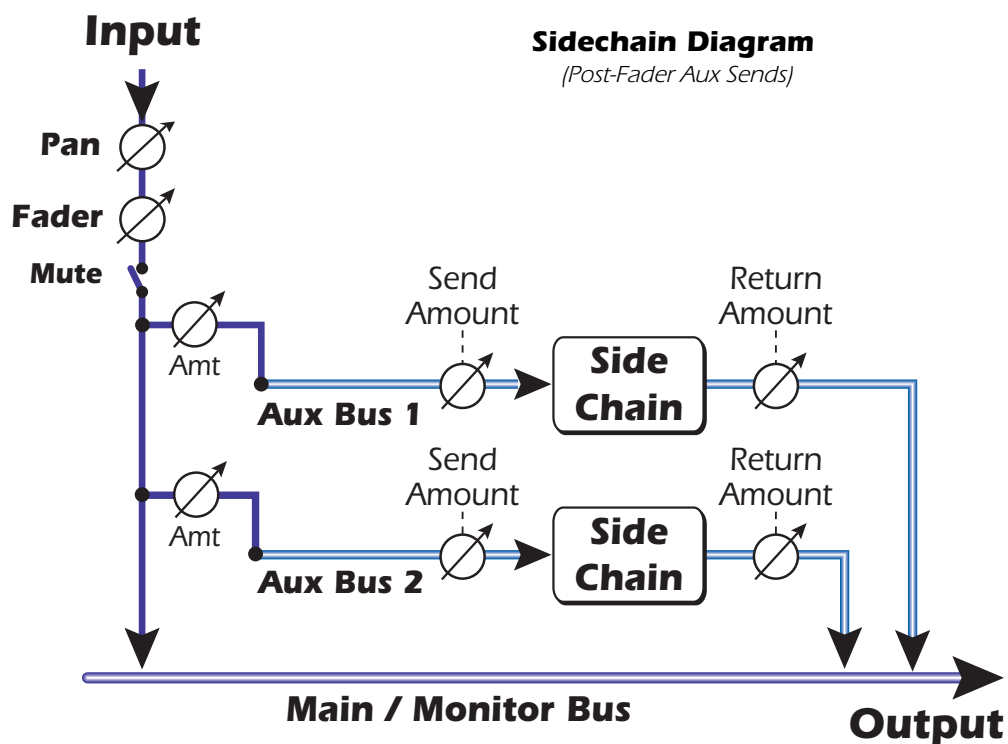 Input
Sidechain Diagram
(Post-Fader Aux Sends)
Pan
Fader
Mute
Amt
Send
Amount
Return
Amount
Side
Chain
Aux Bus 1
Amt
Send
Amount
Return
Amount
Side
Chain
Aux Bus 2
Main / Monitor Bus
Output